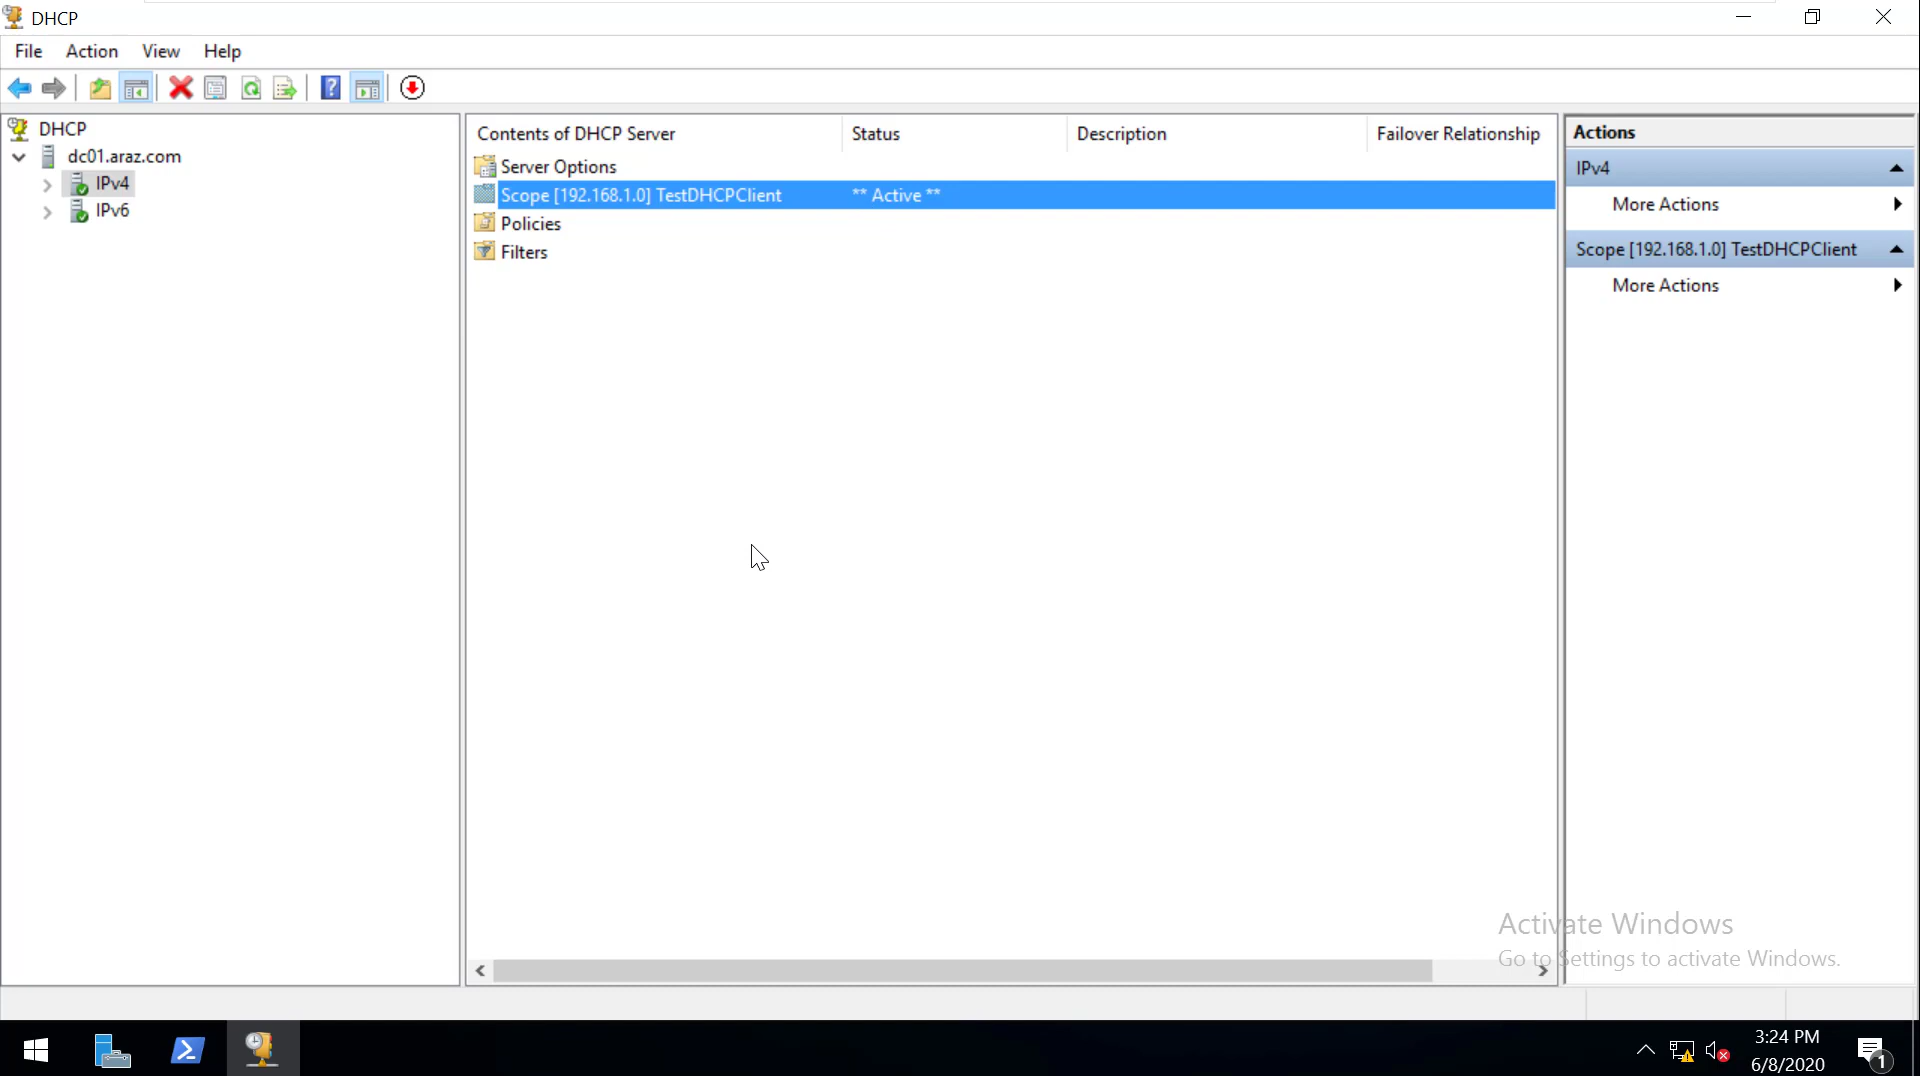 DHCP
File Action View Help
DHCP
dc01.araz.com
IPv4
IPv6
Contents of DHCP Server Status Description Failover Relationship
Server Options
Scope [192.168.1.0] TestDHCPClient ** Active **
Policies
Filters
Actions
IPv4
More Actions
Scope [192.168.1.0] TestDHCPClient
More Actions
Activate Windows
Go to Settings to activate Windows.
3:24 PM
6/8/2020
1